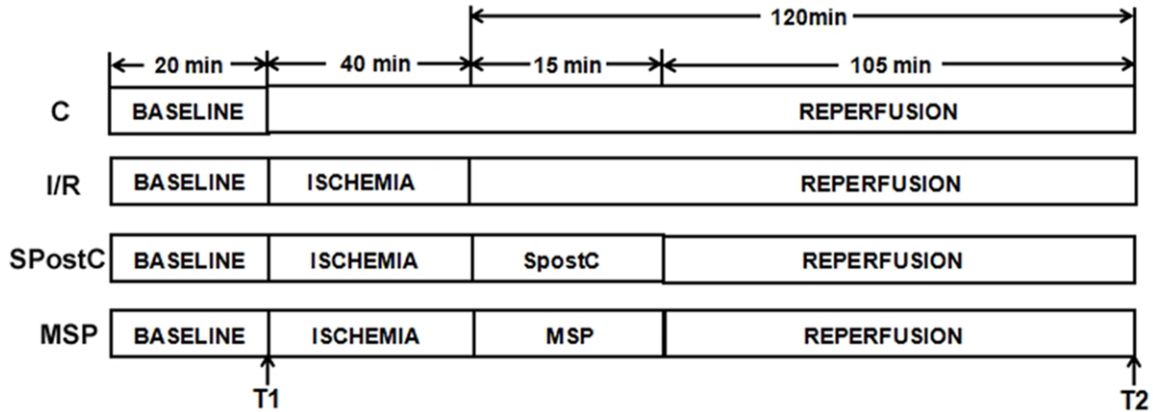 120min
20 min 40 min 15 min 105 min
C BASELINE REPERFUSION
I/R BASELINE ISCHEMIA REPERFUSION
SPostC BASELINE ISCHEMIA SpostC REPERFUSION
MSP BASELINE ISCHEMIA MSP REPERFUSION
T1 T2